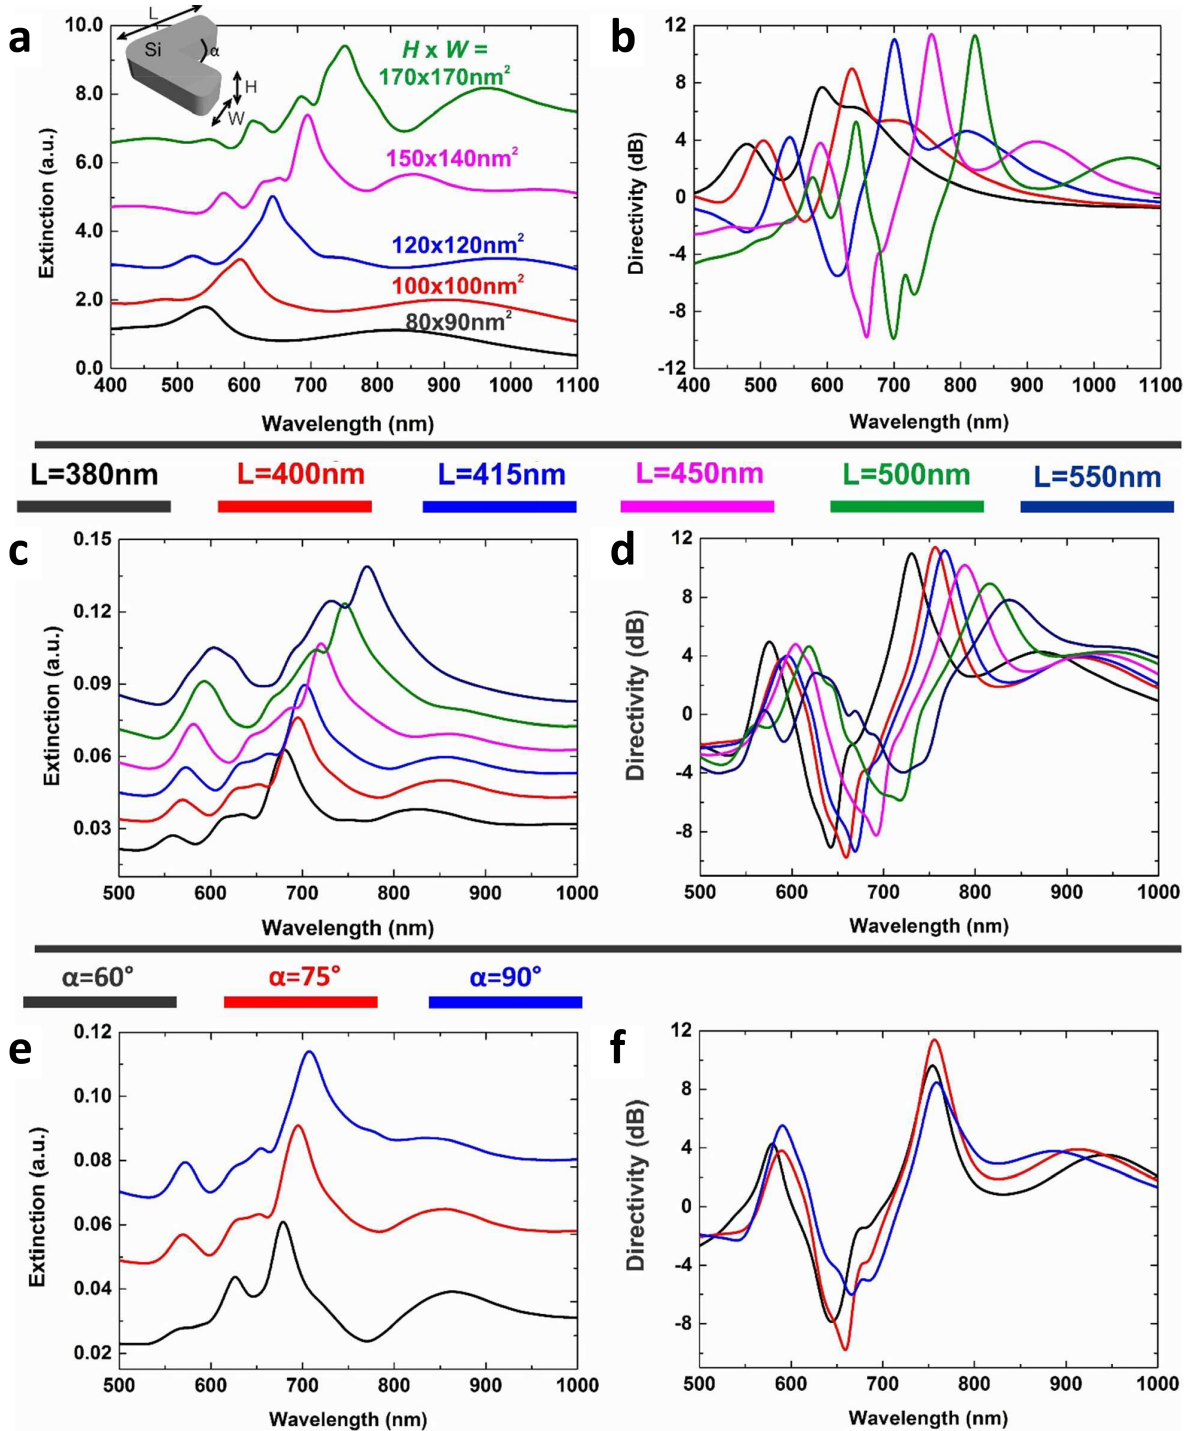 a
L
Si
α
H
W
H x W =
170x170nm²
150x140nm²
120x120nm²
100x100nm²
80x90nm²
10.0
8.0
6.0
4.0
2.0
0.0
Extinction (a.u.)
400 500 600 700 800 900 1000 1100
Wavelength (nm)
b
12
8
4
0
-4
-8
-12
Directivity (dB)
400 500 600 700 800 900 1000 1100
Wavelength (nm)
L=380nm L=400nm L=415nm L=450nm L=500nm L=550nm
c
0.15
0.12
0.09
0.06
0.03
Extinction (a.u.)
500 600 700 800 900 1000
Wavelength (nm)
d
12
8
4
0
-4
-8
Directivity (dB)
500 600 700 800 900 1000
Wavelength (nm)
α=60° α=75° α=90°
e
0.12
0.10
0.08
0.06
0.04
0.02
Extinction (a.u.)
500 600 700 800 900 1000
Wavelength (nm)
f
12
8
4
0
-4
-8
Directivity (dB)
500 600 700 800 900 1000
Wavelength (nm)